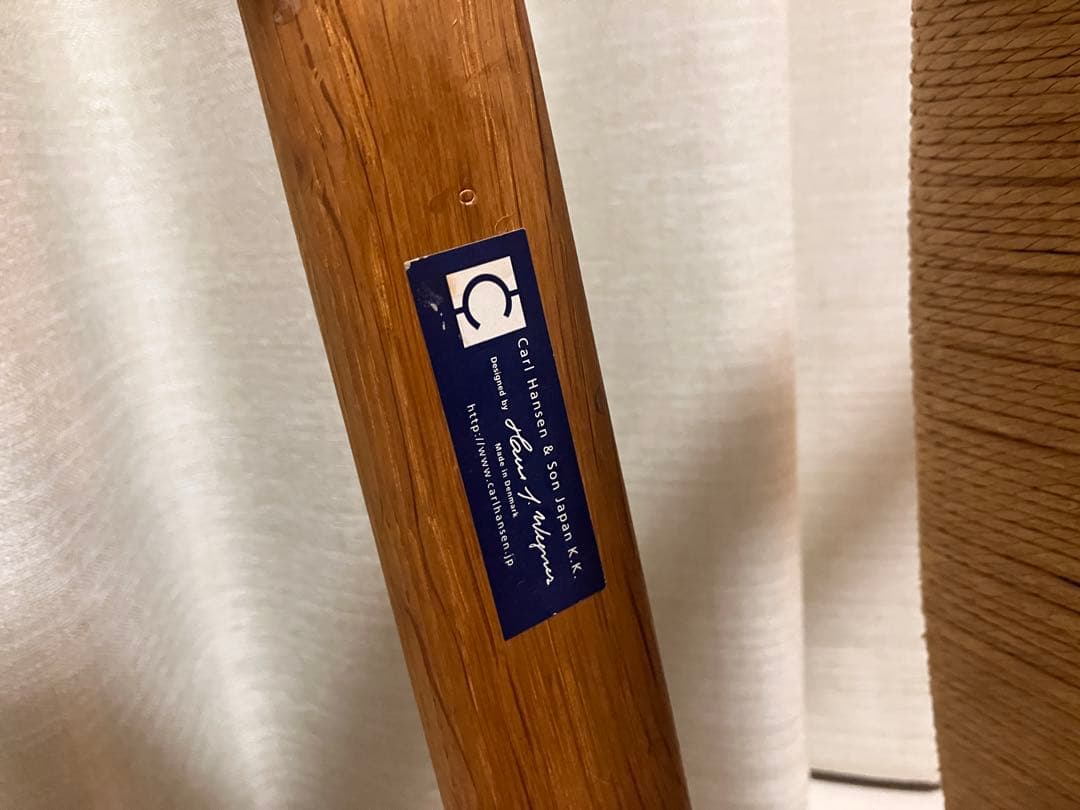 Carl Hansen & Son Japan K.K.
Designed by Hans J. Wegner
Made in Denmark
http://www.carlhansen.jp